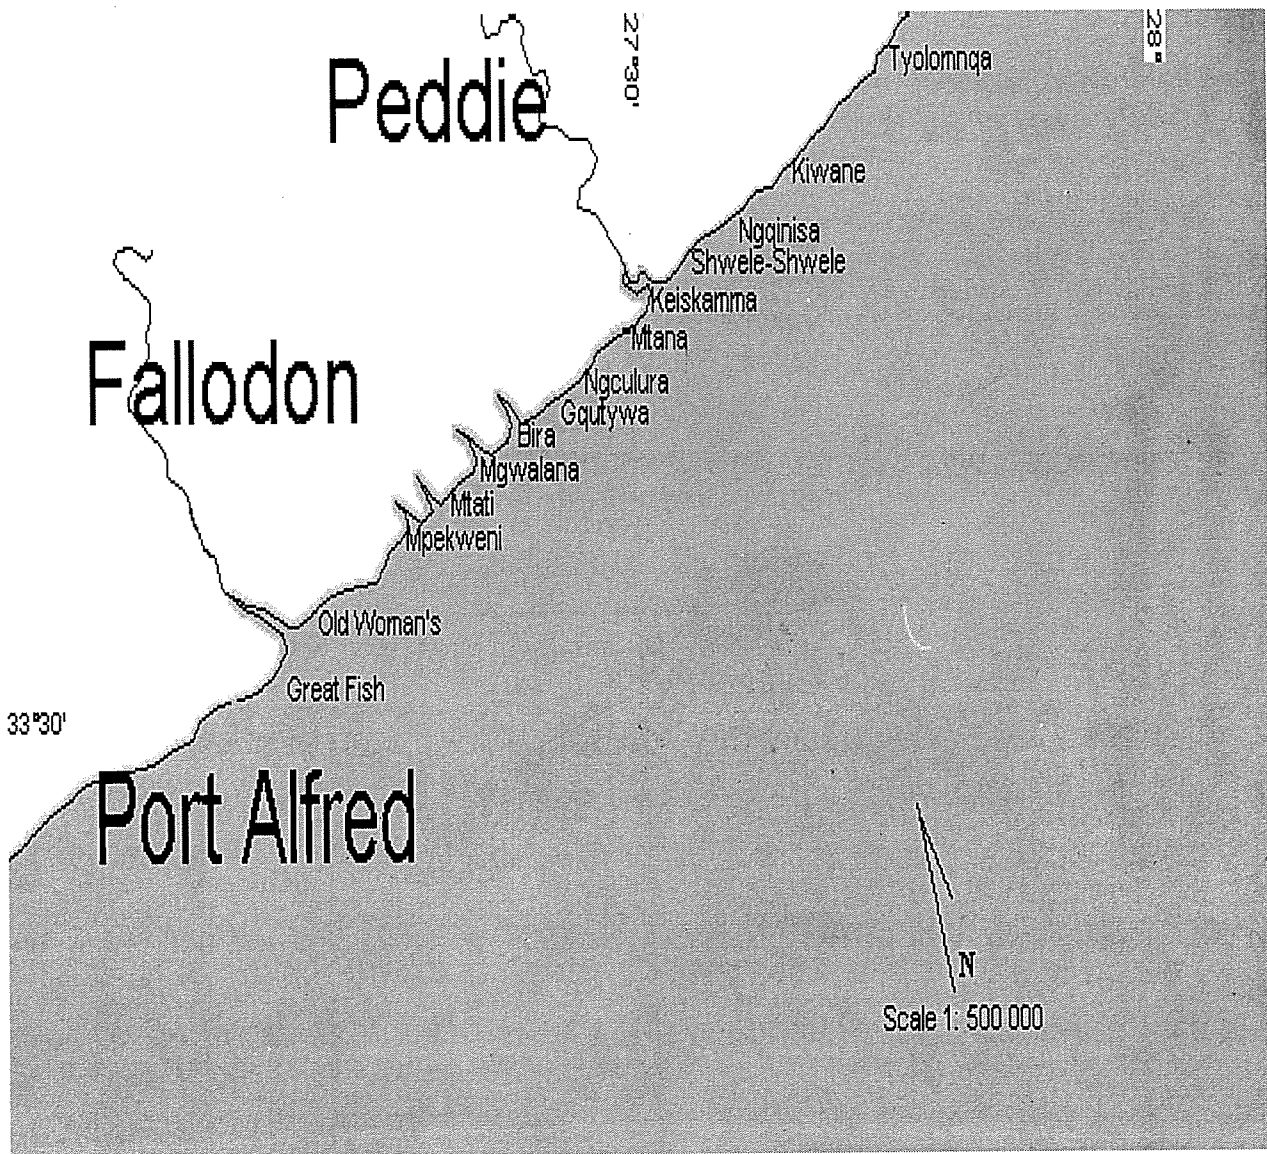 27°30'
28°
Tyolomnqa
Peddie
Kiwane
Ngqinisa
Shwele-Shwele
Keiskamma
Mtana
Fallodon
Ngculura
Gqutywa
Bira
Mgwalana
Mtati
Mpekweni
Old Woman's
Great Fish
33°30'
Port Alfred
N
Scale 1: 500 000